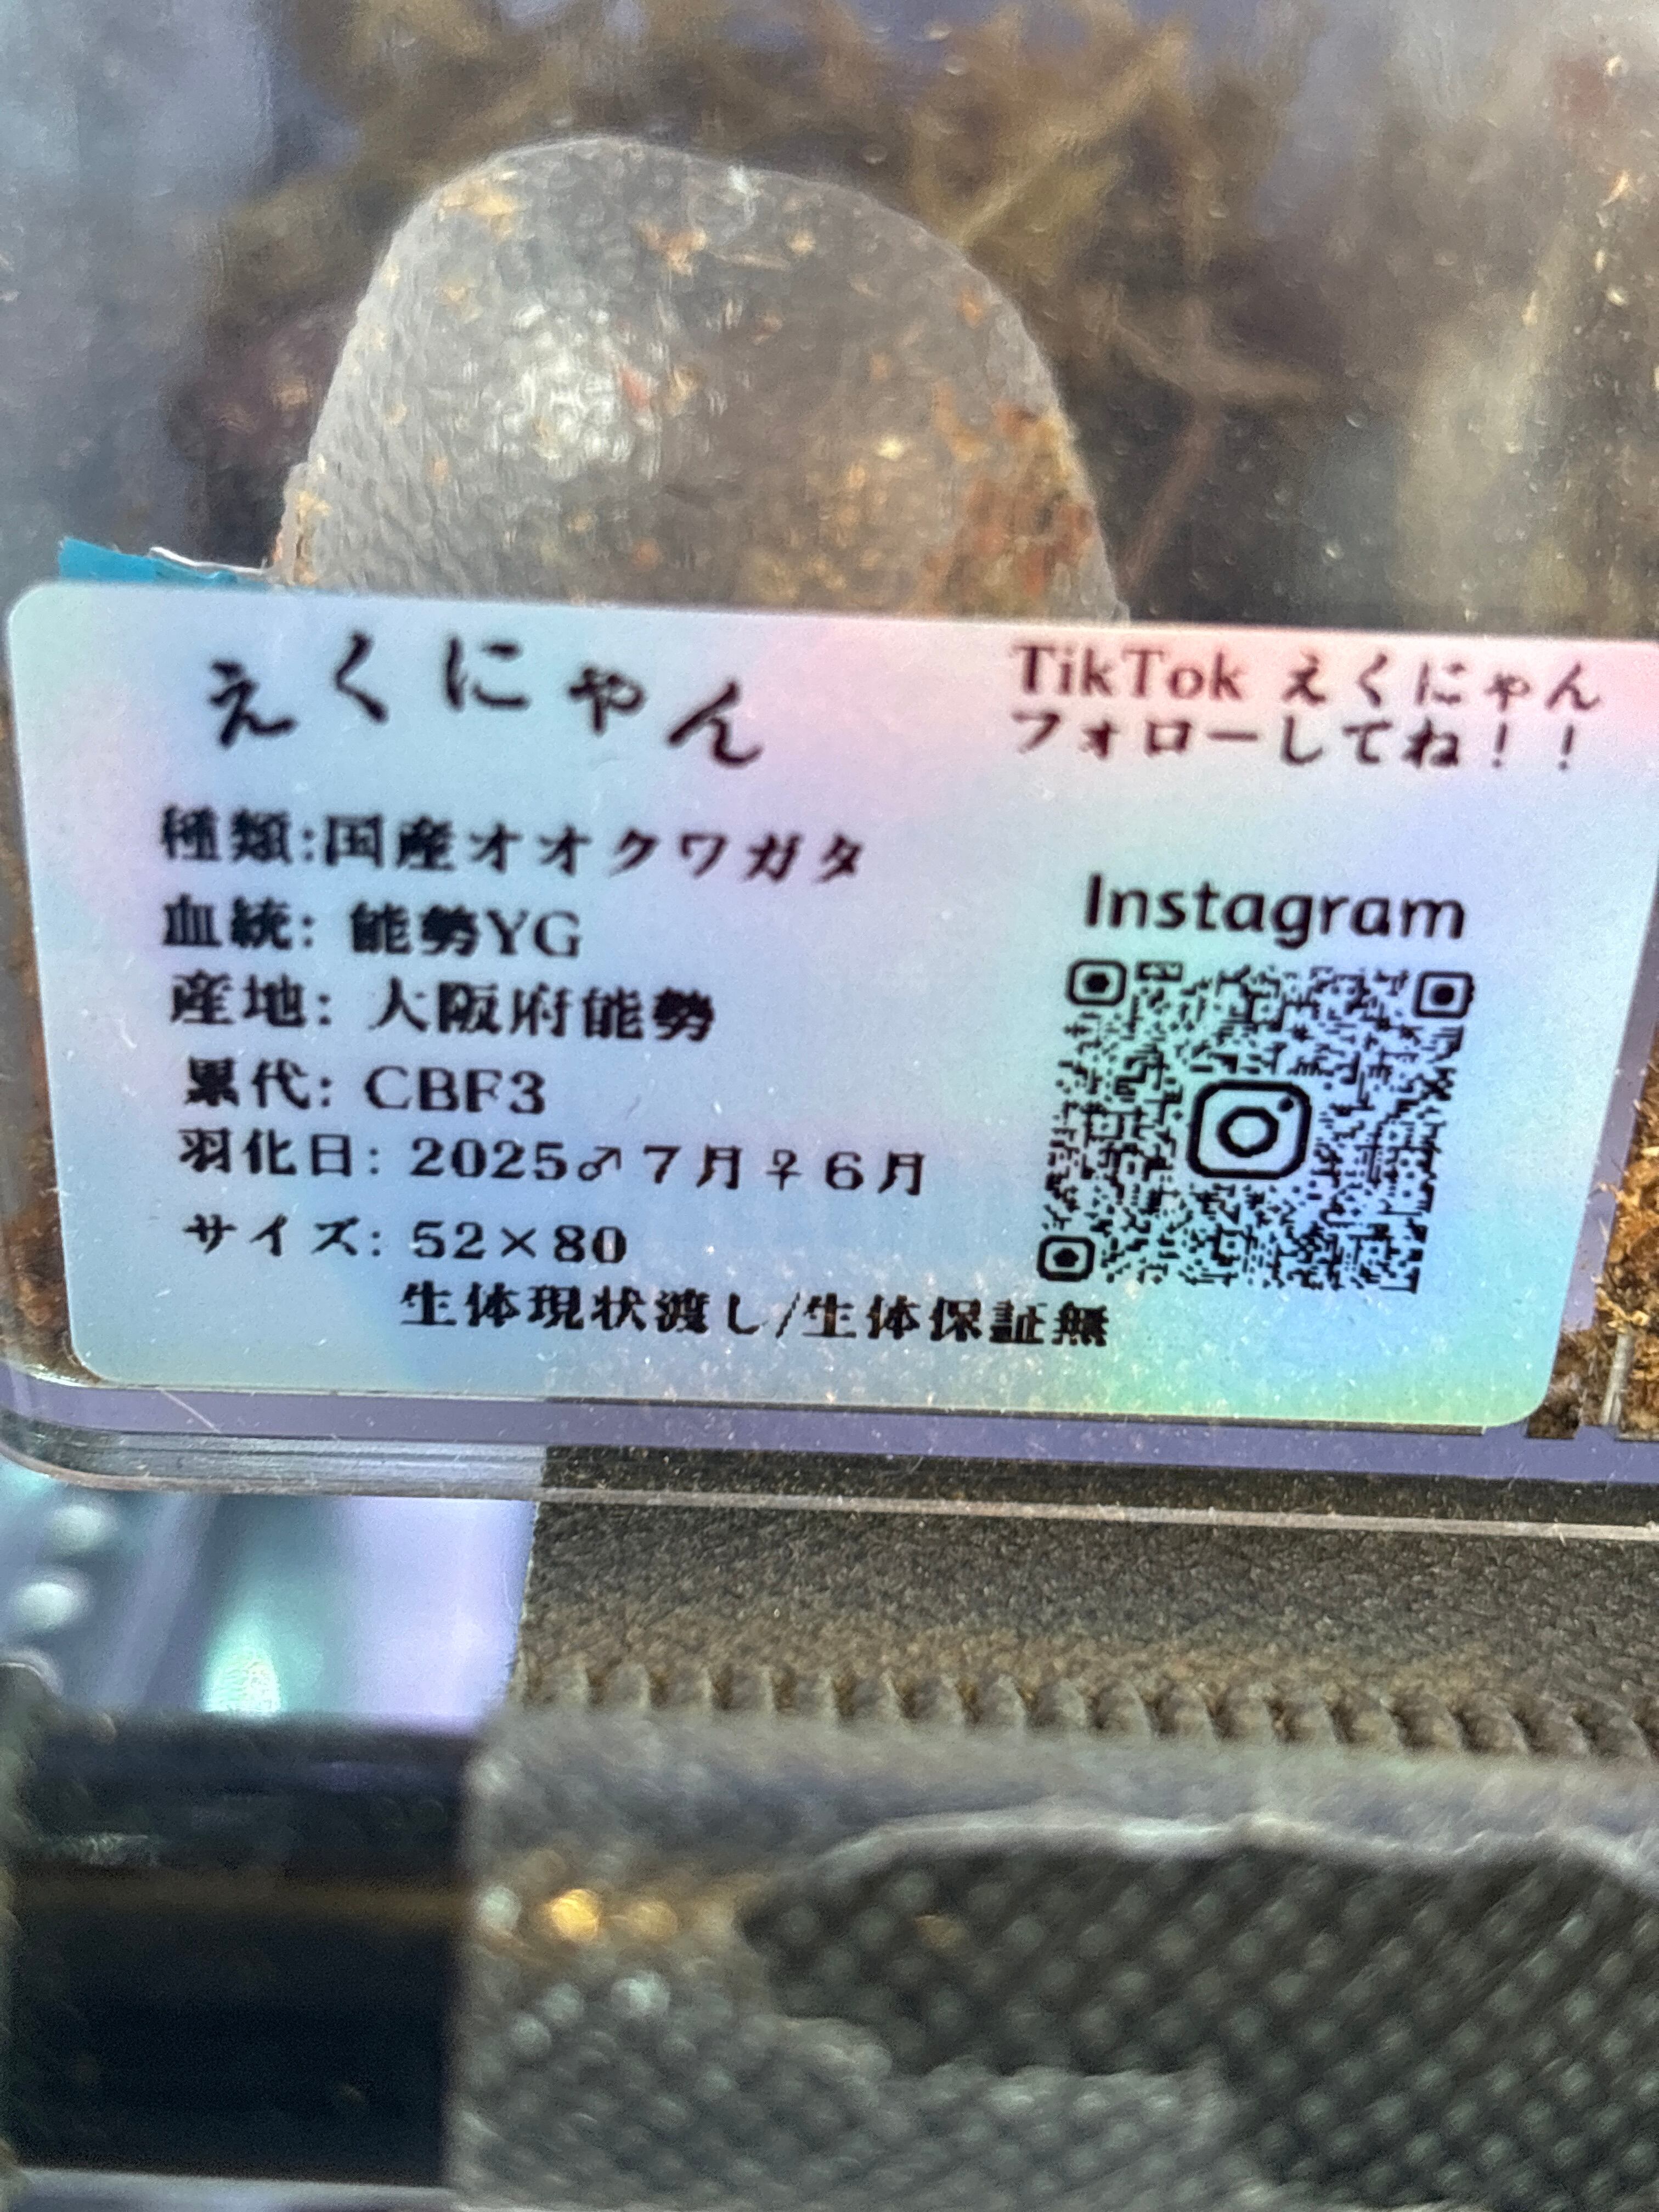 えくにゃん
TikTok えくにゃん
フォローしてね！！
種類:国産オオクワガタ
血統: 能勢YG
産地: 大阪府能勢
累代: CBF3
羽化日: 2025♂７月♀６月
サイズ: 52×80
生体現状渡し/生体保証無
Instagram